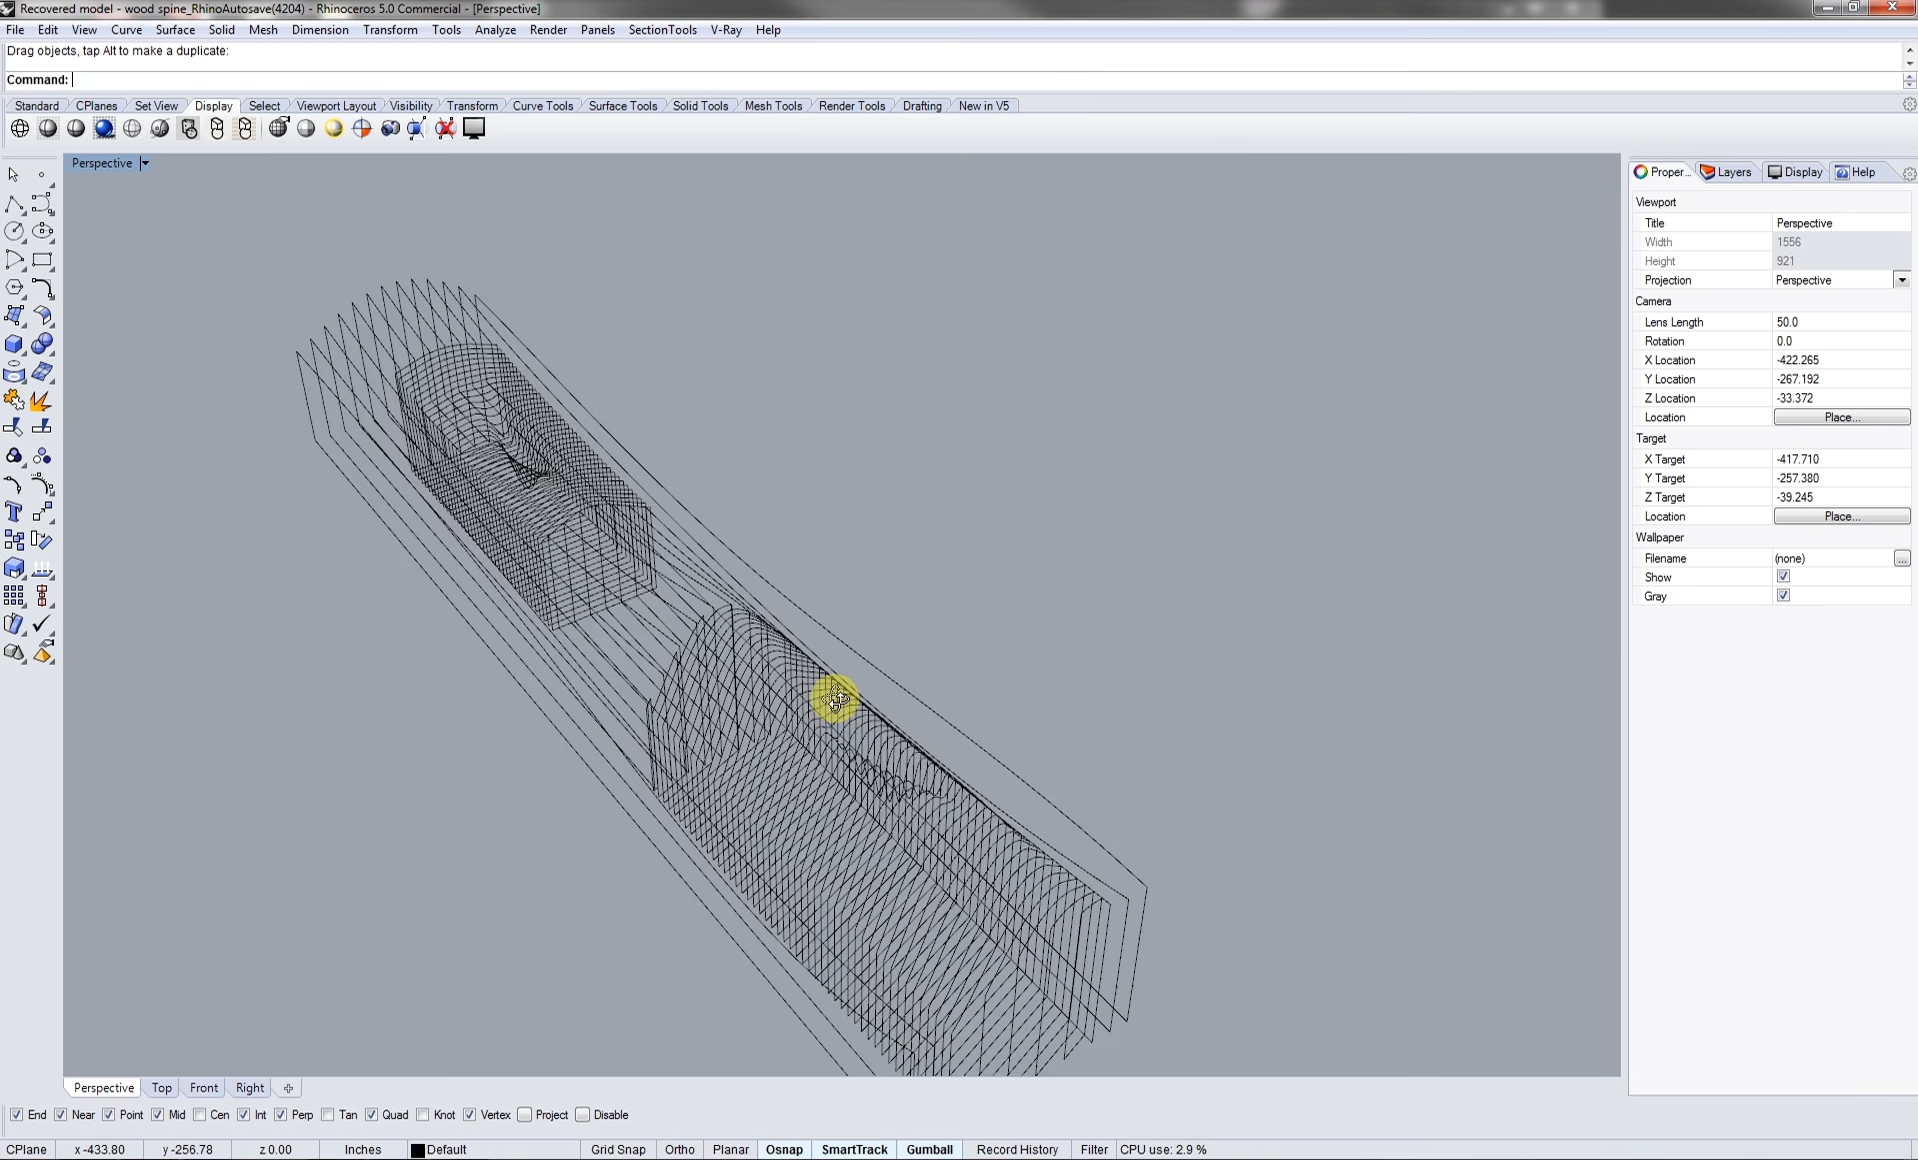 Recovered model - wood spine_RhinoAutosave(4204) - Rhinoceros 5.0 Commercial - [Perspective]
File Edit View Curve Surface Solid Mesh Dimension Transform Tools Analyze Render Panels SectionTools V-Ray Help
Drag objects, tap Alt to make a duplicate:
Command:
Standard CPlanes Set View Display Select Viewport Layout Visibility Transform Curve Tools Surface Tools Solid Tools Mesh Tools Render Tools Drafting New in V5
Perspective
Proper... Layers Display Help
Viewport
Title Perspective
Width 1556
Height 921
Projection Perspective
Camera
Lens Length 50.0
Rotation 0.0
X Location -422.265
Y Location -267.192
Z Location -33.372
Location Place...
Target
X Target -417.710
Y Target -257.380
Z Target -39.245
Location Place...
Wallpaper
Filename (none) ...
Show
Gray
Perspective Top Front Right
End Near Point Mid Cen Int Perp Tan Quad Knot Vertex Project Disable
CPlane x -433.80 y -256.78 z 0.00 Inches Default Grid Snap Ortho Planar Osnap SmartTrack Gumball Record History Filter CPU use: 2.9 %